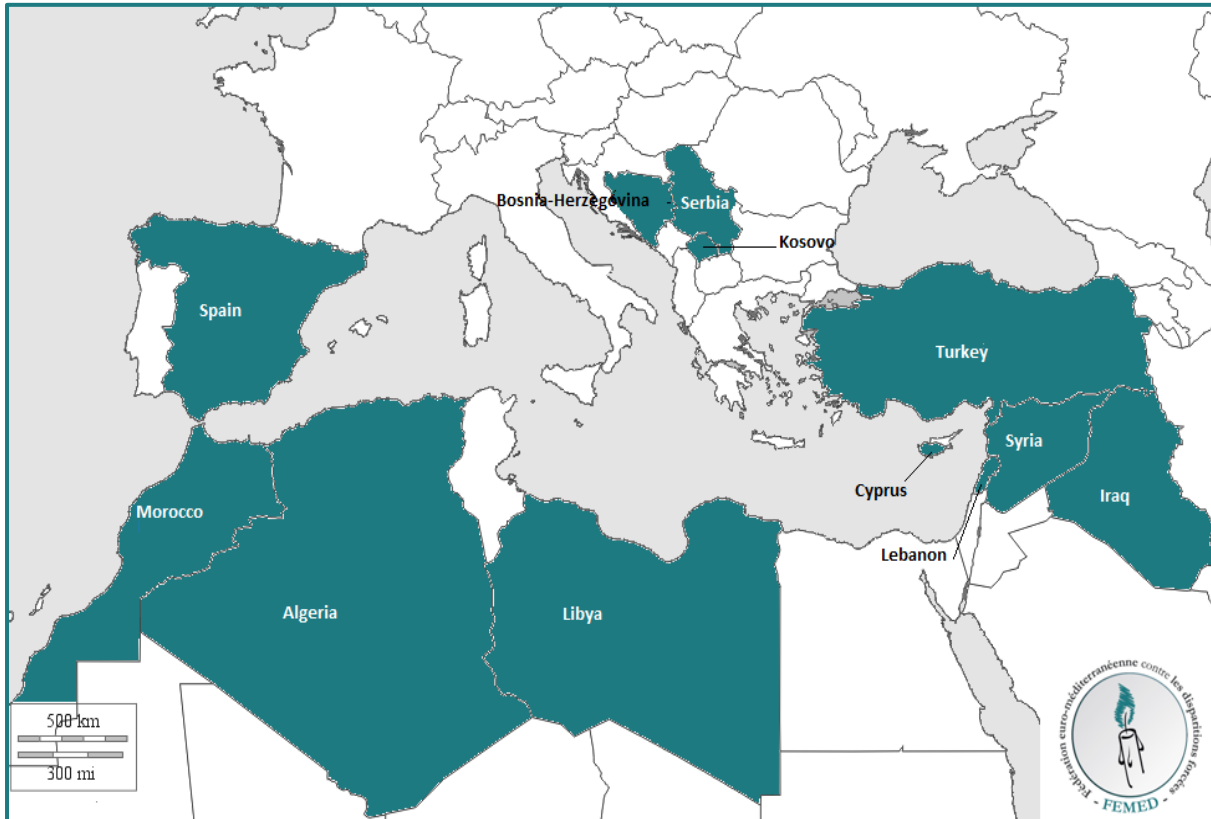 Bosnia-Herzegóvina - Serbia
Kosovo
Spain
Turkey
Syria
Cyprus
Iraq
Morocco
Lebanon
Algeria
Libya
500 km
300 mi
Fédération euro-méditerranéenne contre les disparitions forcées
- FEMED -